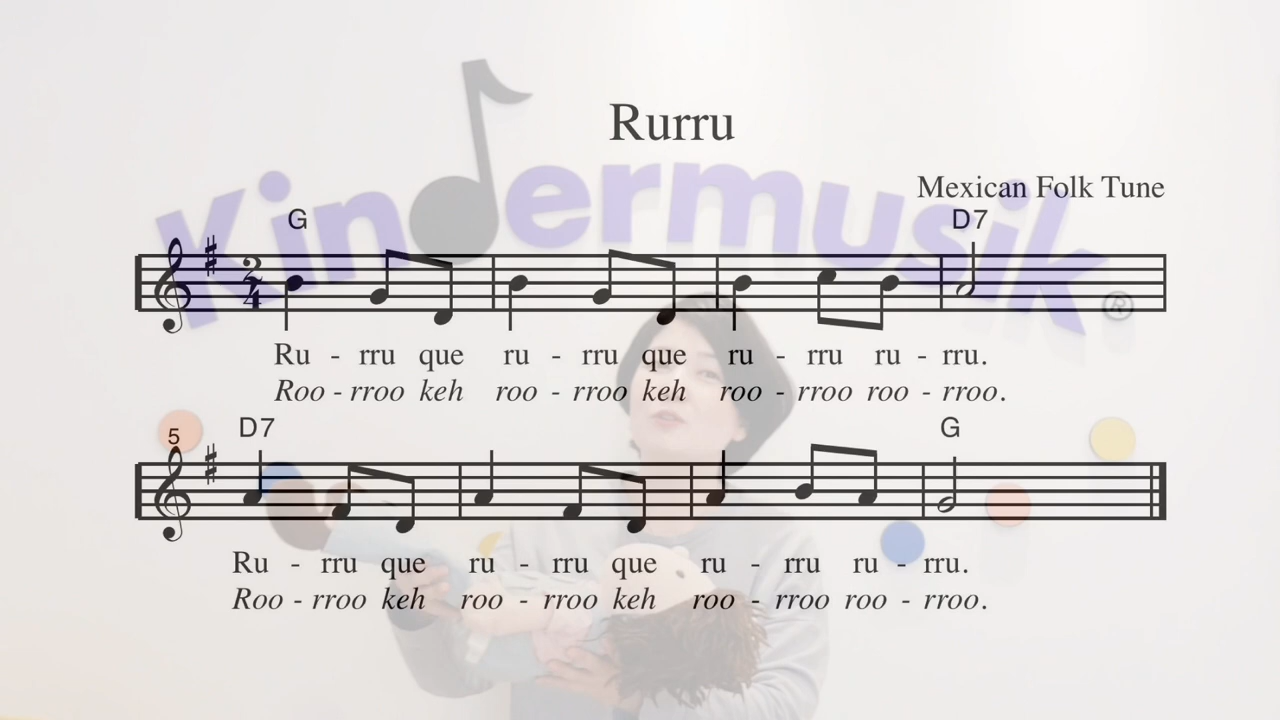 Rurru
Kindermusik®
Mexican Folk Tune
G D7
2
4
Ru - rru que ru - rru que ru - rru ru - rru.
Roo - rroo keh roo - rroo keh roo - rroo roo - rroo.
5 D7 G
Ru - rru que ru - rru que ru - rru ru - rru.
Roo - rroo keh roo - rroo keh roo - rroo roo - rroo.